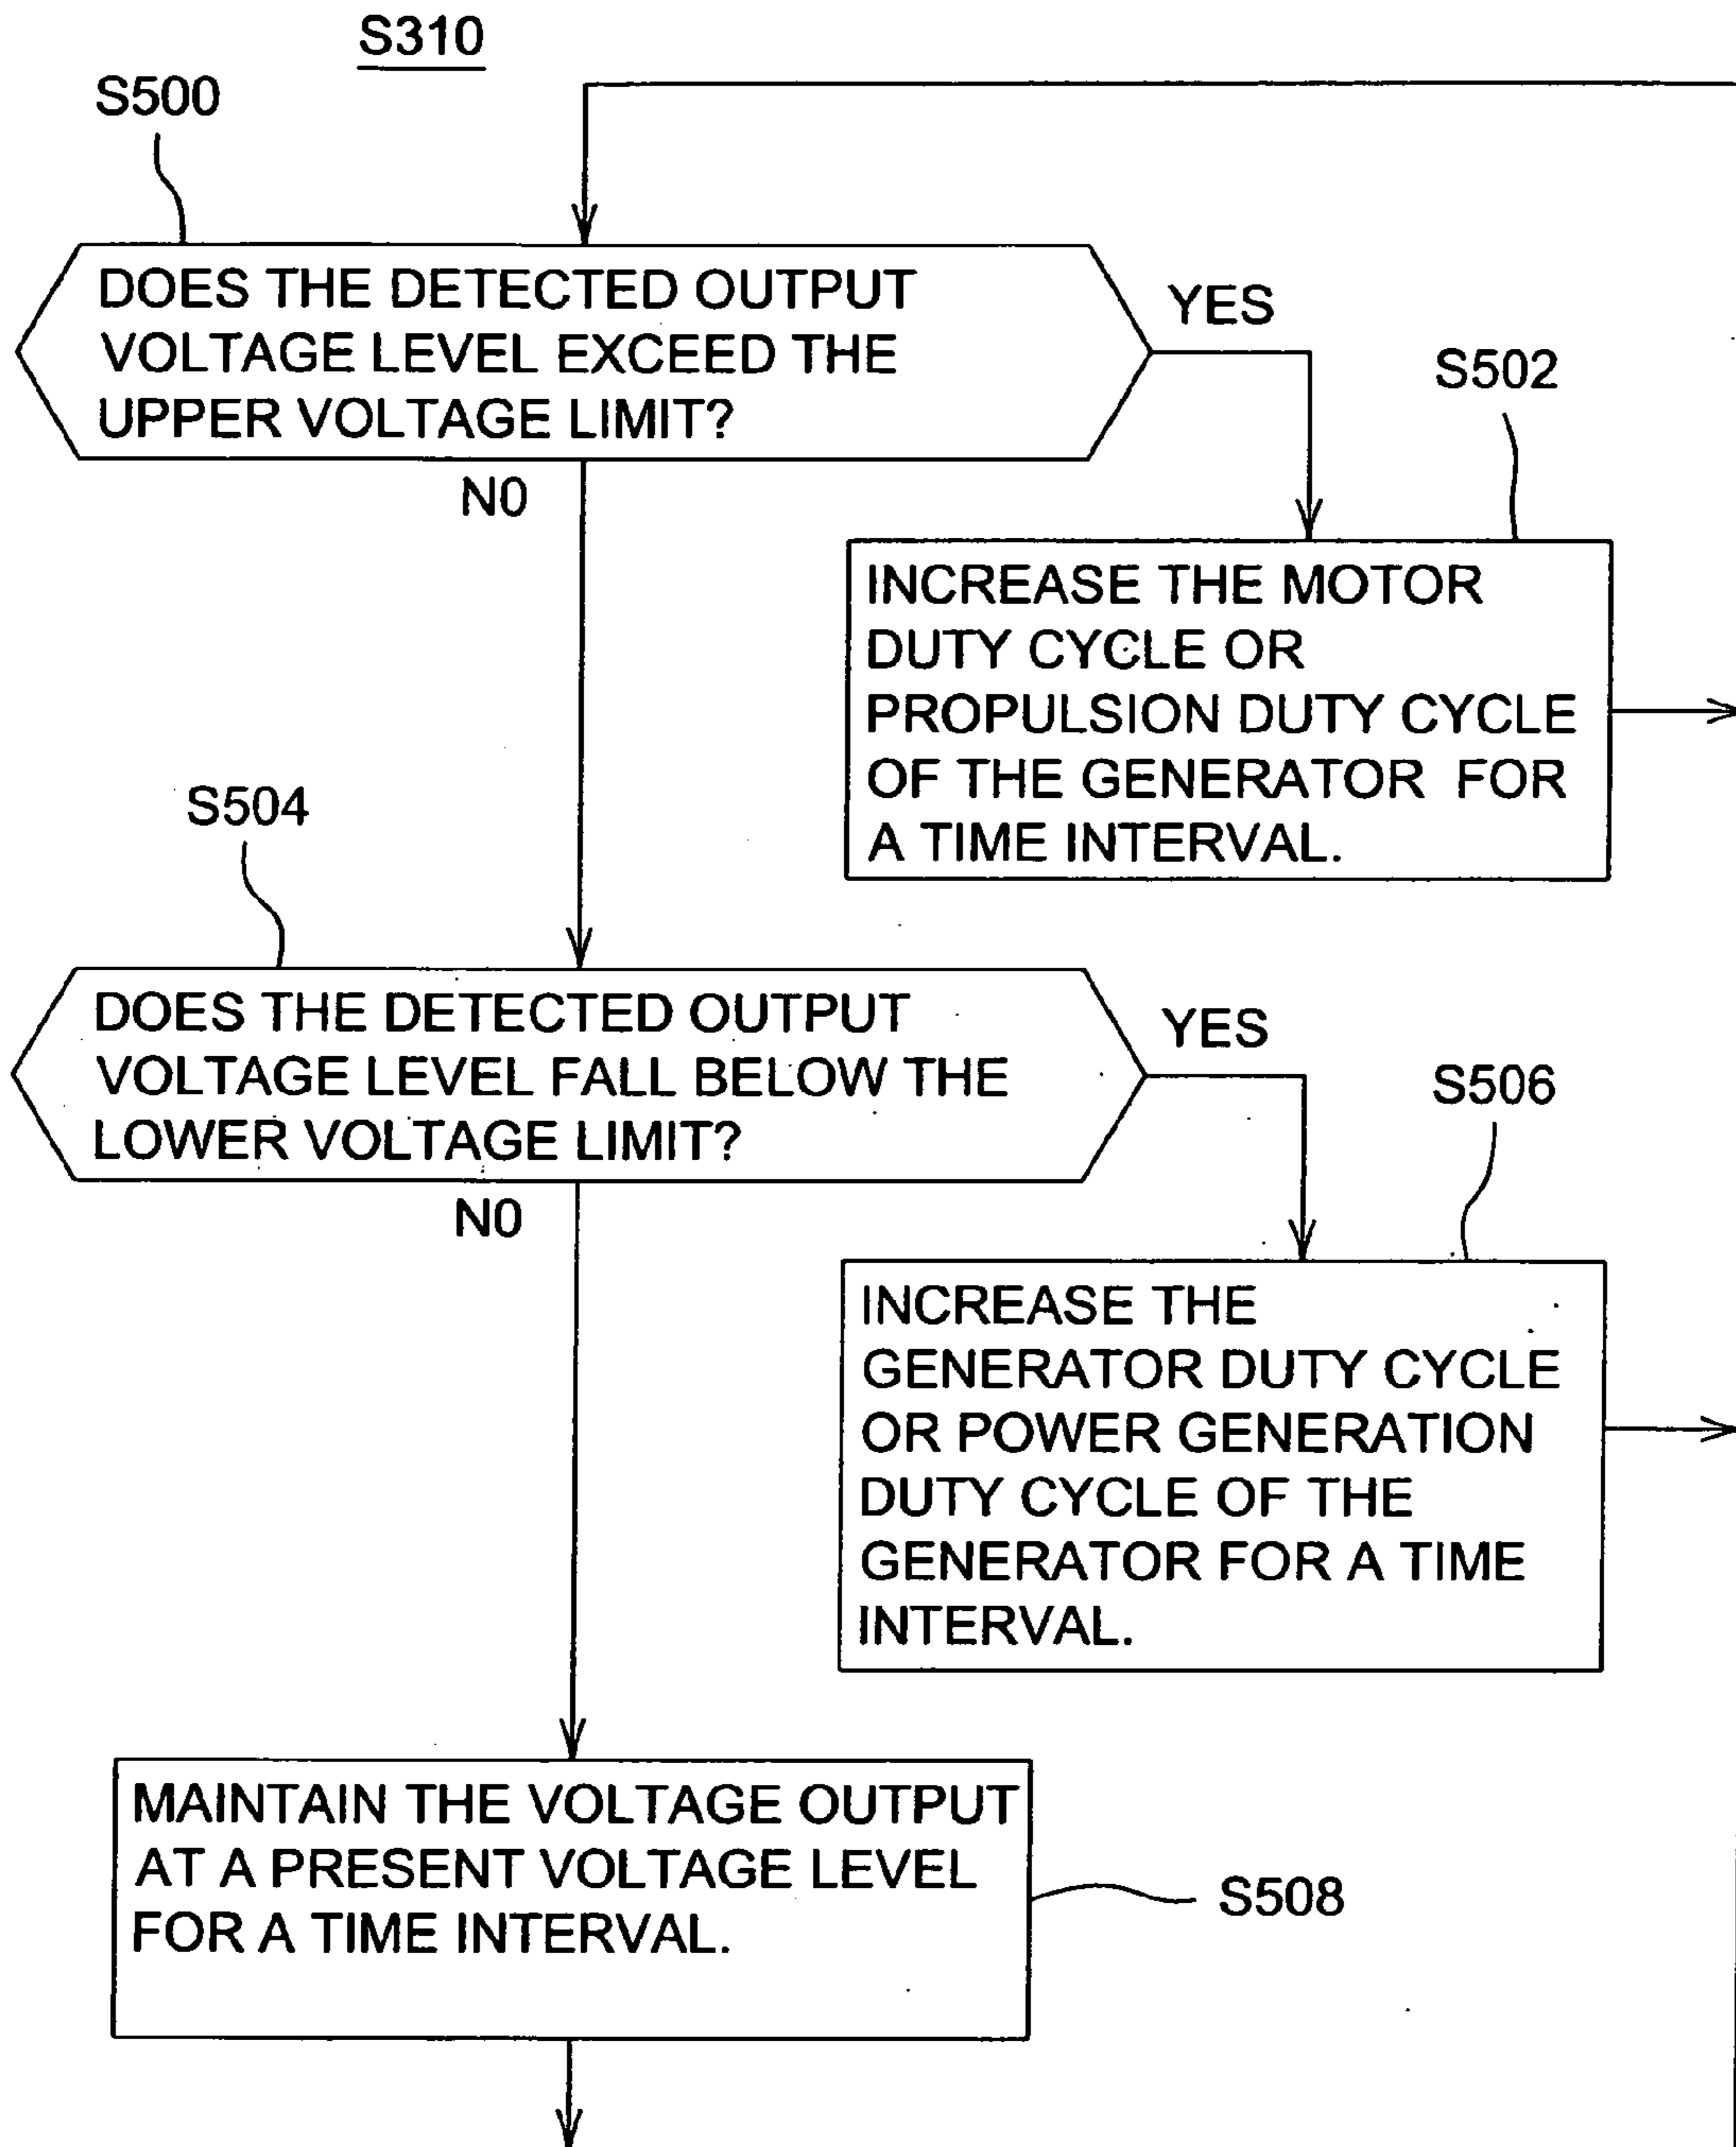 S310
S500
DOES THE DETECTED OUTPUT
VOLTAGE LEVEL EXCEED THE
UPPER VOLTAGE LIMIT?
YES
NO
S502
INCREASE THE MOTOR
DUTY CYCLE OR
PROPULSION DUTY CYCLE
OF THE GENERATOR FOR
A TIME INTERVAL.
S504
DOES THE DETECTED OUTPUT
VOLTAGE LEVEL FALL BELOW THE
LOWER VOLTAGE LIMIT?
YES
NO
S506
INCREASE THE
GENERATOR DUTY CYCLE
OR POWER GENERATION
DUTY CYCLE OF THE
GENERATOR FOR A TIME
INTERVAL.
MAINTAIN THE VOLTAGE OUTPUT
AT A PRESENT VOLTAGE LEVEL
FOR A TIME INTERVAL.
S508